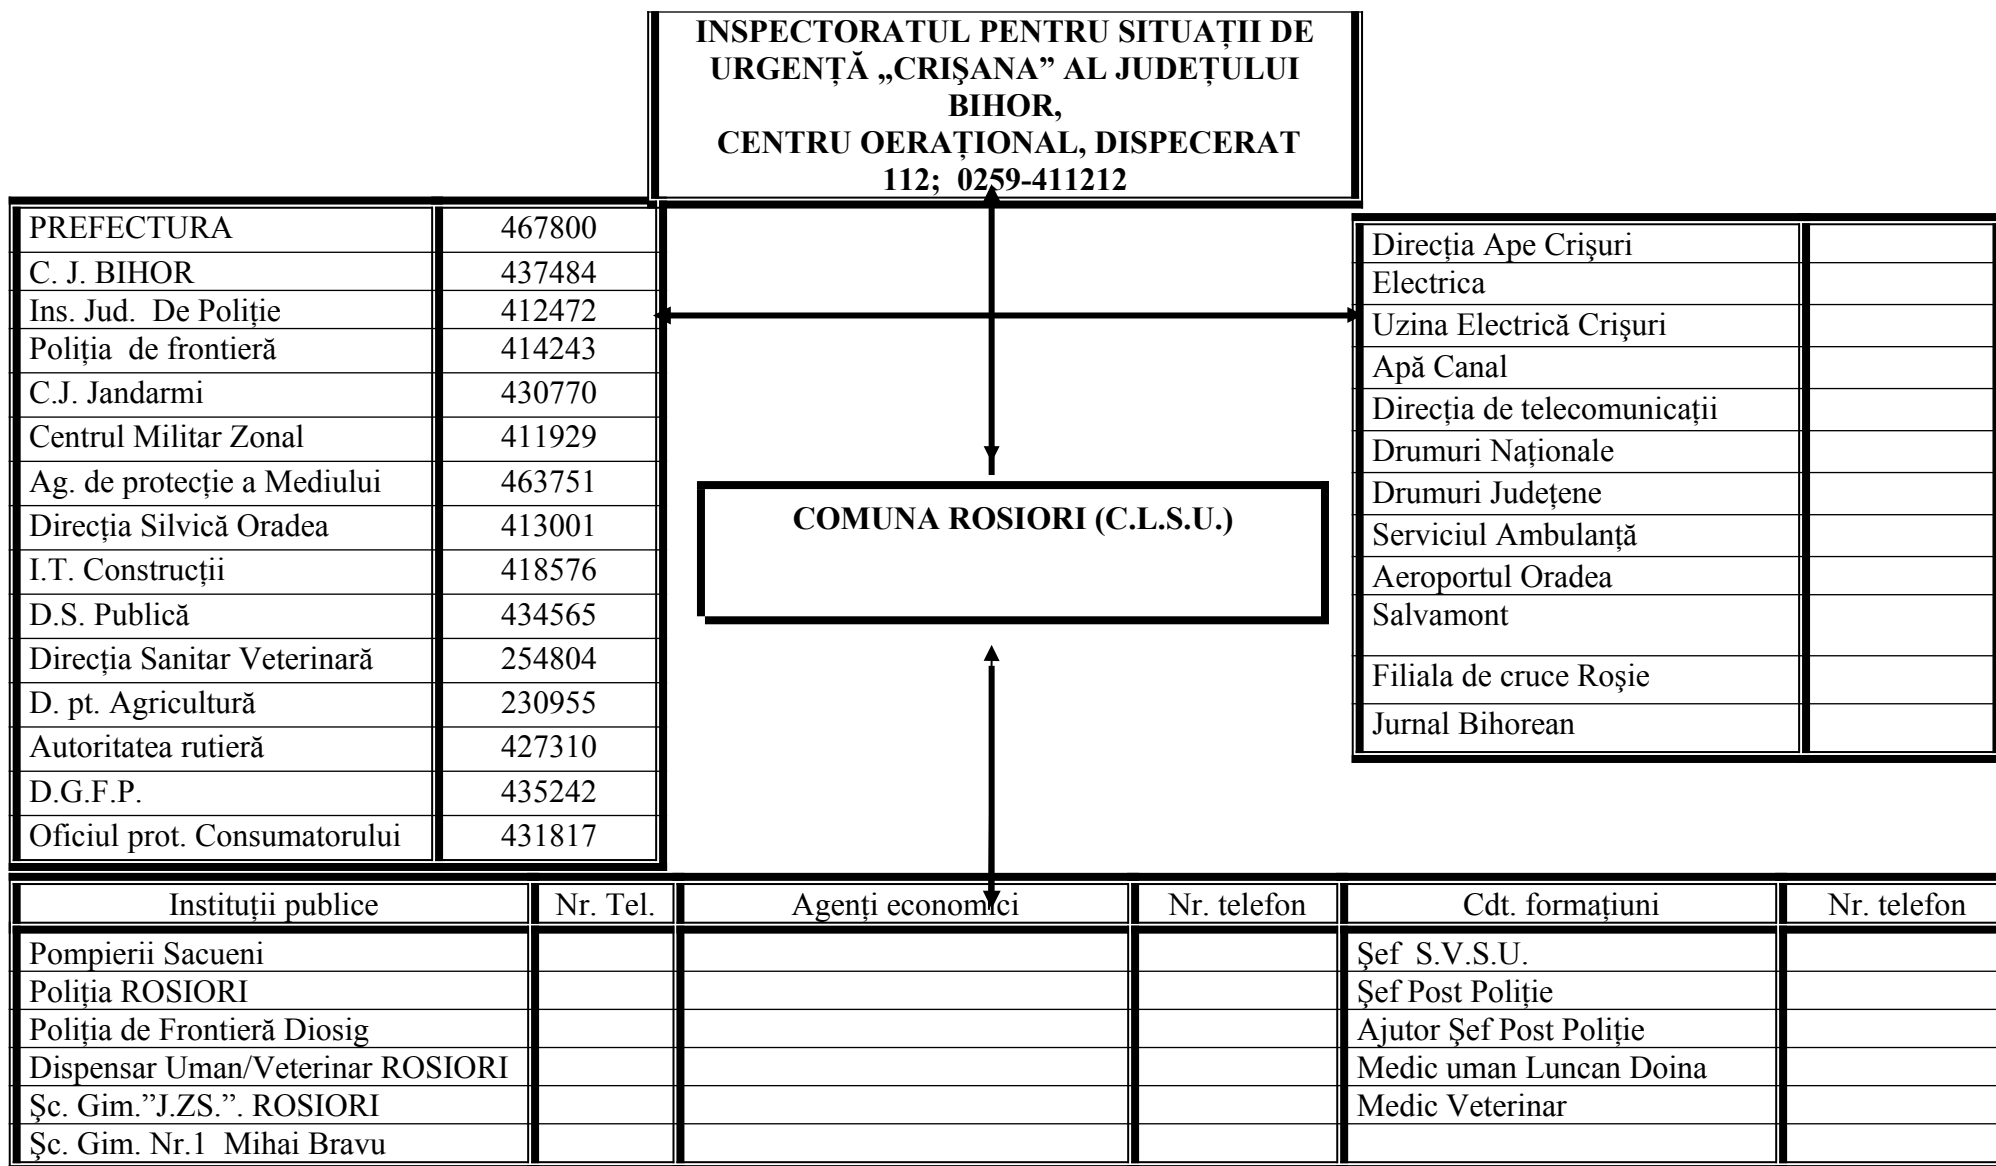 INSPECTORATUL PENTRU SITUAȚII DE
URGENȚĂ „CRIŞANA” AL JUDEȚULUI
BIHOR,
CENTRU OERAȚIONAL, DISPECERAT
112; 0259-411212
PREFECTURA 467800
C. J. BIHOR 437484
Ins. Jud. De Poliție 412472
Poliția de frontieră 414243
C.J. Jandarmi 430770
Centrul Militar Zonal 411929
Ag. de protecție a Mediului 463751
Direcția Silvică Oradea 413001
I.T. Construcții 418576
D.S. Publică 434565
Direcția Sanitar Veterinară 254804
D. pt. Agricultură 230955
Autoritatea rutieră 427310
D.G.F.P. 435242
Oficiul prot. Consumatorului 431817
COMUNA ROSIORI (C.L.S.U.)
Direcția Ape Crişuri
Electrica
Uzina Electrică Crişuri
Apă Canal
Direcția de telecomunicații
Drumuri Naționale
Drumuri Județene
Serviciul Ambulanță
Aeroportul Oradea
Salvamont
Filiala de cruce Roşie
Jurnal Bihorean
Instituții publice Nr. Tel. Agenți economici Nr. telefon Cdt. formațiuni Nr. telefon
Pompierii Sacueni Şef S.V.S.U.
Poliția ROSIORI Şef Post Poliție
Poliția de Frontieră Diosig Ajutor Şef Post Poliție
Dispensar Uman/Veterinar ROSIORI Medic uman Luncan Doina
Şc. Gim.”J.ZS.”. ROSIORI Medic Veterinar
Şc. Gim. Nr.1 Mihai Bravu